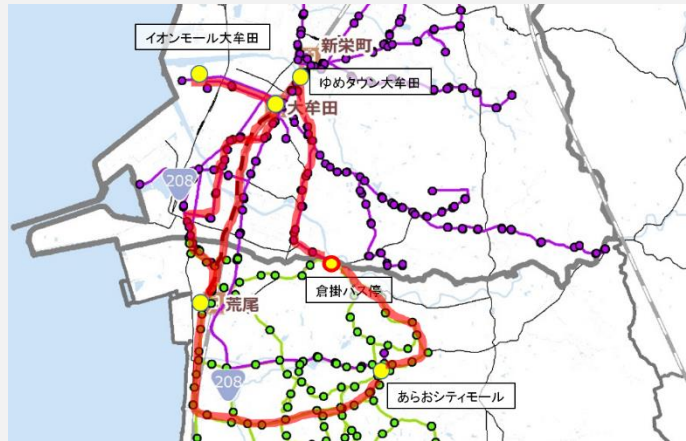 イオンモール大牟田
新栄町
ゆめタウン大牟田
大牟田
208
倉掛バス停
荒尾
208
あらおシティモール